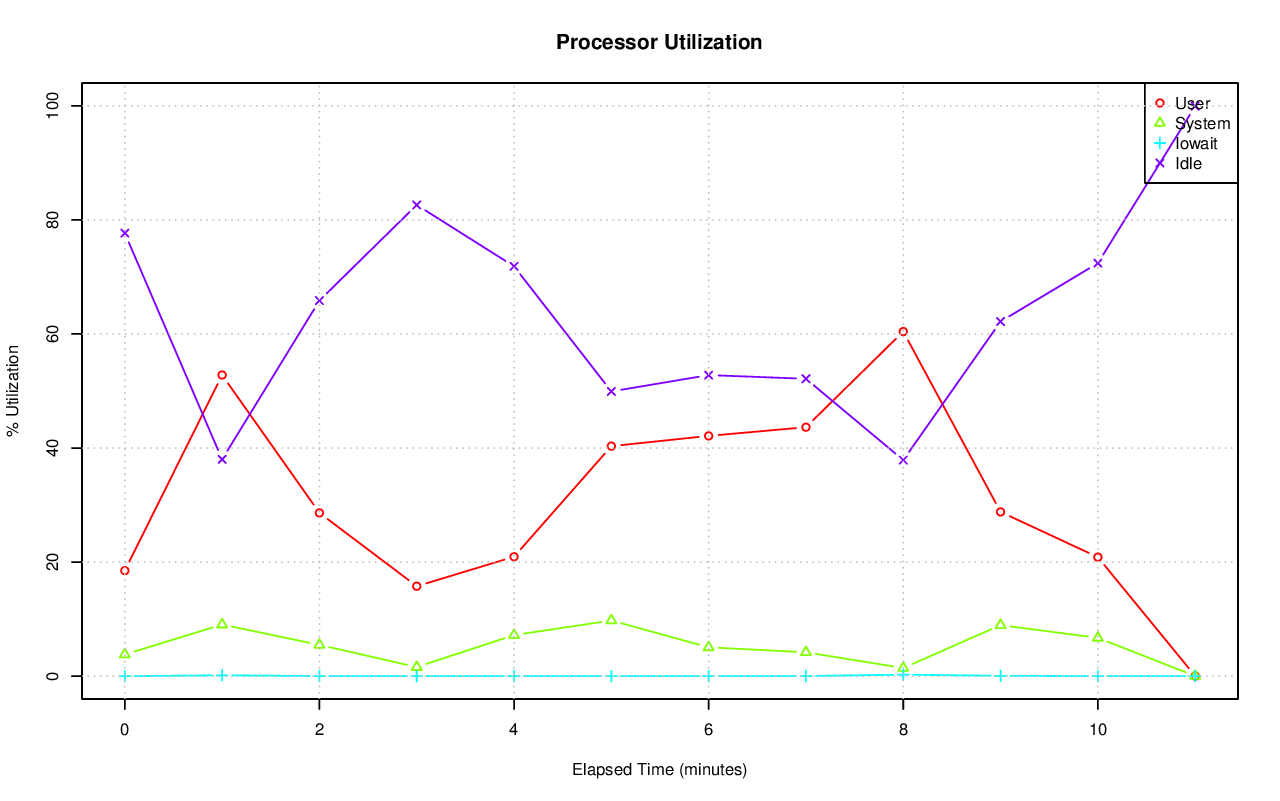 Processor Utilization
% Utilization
100
80
60
40
20
0
User
System
Iowait
Idle
0 2 4 6 8 10
Elapsed Time (minutes)